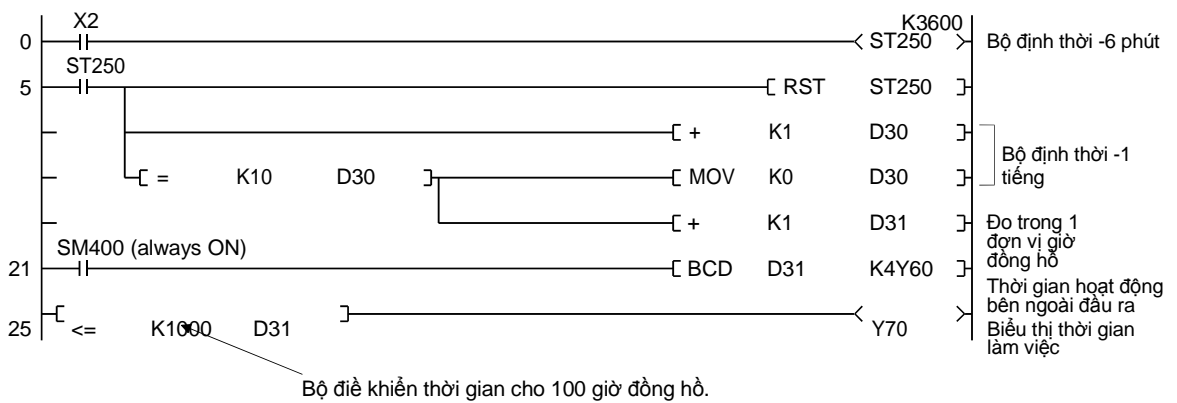 X2
K3600
0 ST250 Bộ định thời -6 phút
ST250
5 RST ST250
+ K1 D30
Bộ định thời -1
tiếng
= K10 D30 MOV K0 D30
+ K1 D31 Đo trong 1
đợn vị giờ
đồng hồ
SM400 (always ON)
21 BCD D31 K4Y60
Thời gian hoạt động
bên ngoài đầu ra
25 <= K1000 D31 Y70 Biểu thị thời gian
làm việc
Bộ điề khiển thời gian cho 100 giờ đồng hồ.